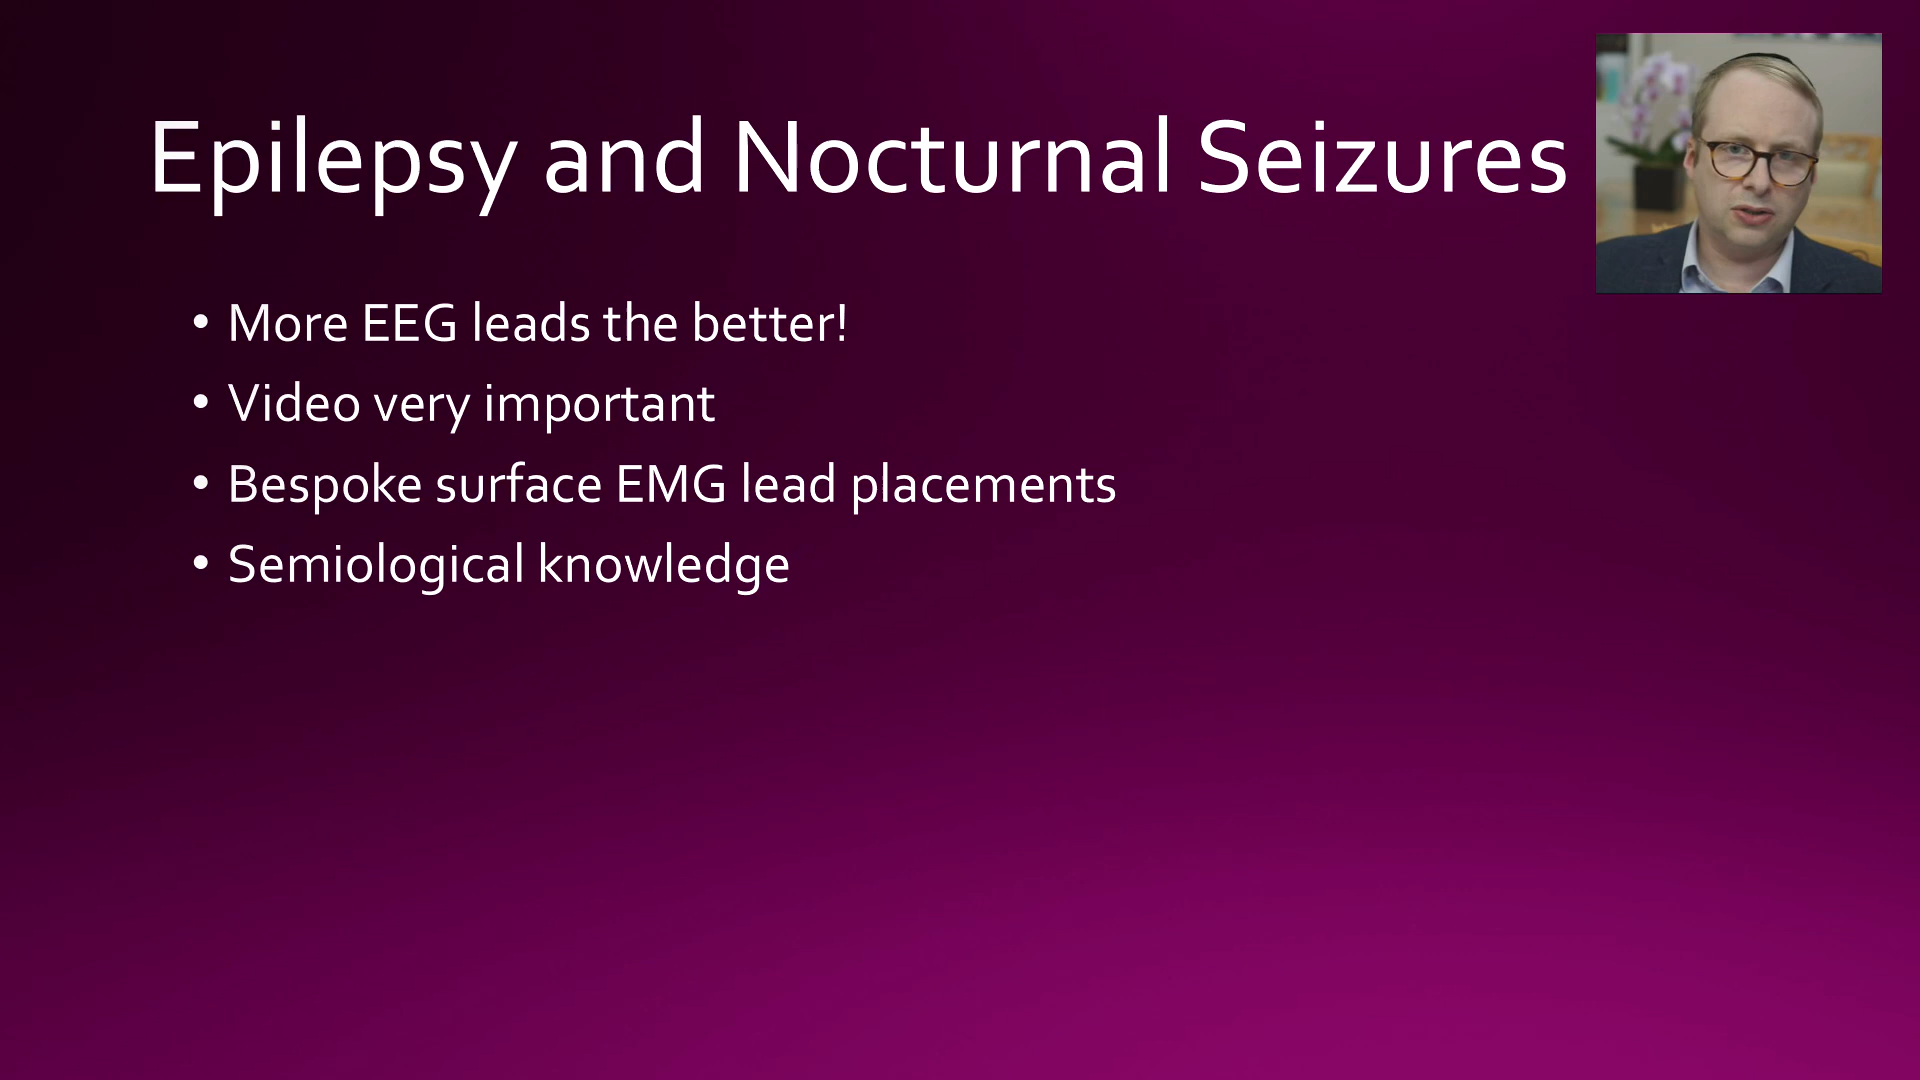 Epilepsy and Nocturnal Seizures
• More EEG leads the better!
• Video very important
• Bespoke surface EMG lead placements
• Semiological knowledge